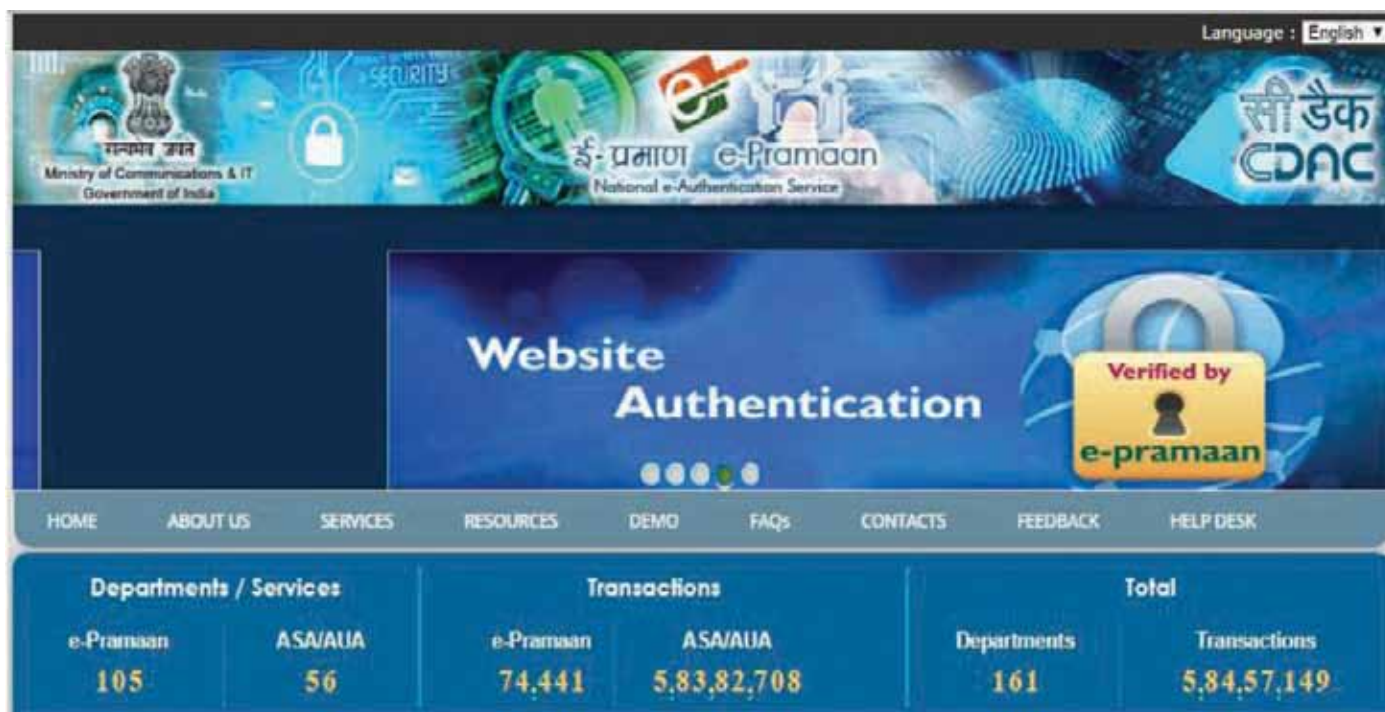 Language : English
SECURITY
सत्यमेव जयते
Ministry of Communications & IT
Government of India
ई-प्रमाण e-Pramaan
National e-Authentication Service
सी डैक
CDAC
Website
Authentication
Verified by
e-pramaan
HOME ABOUT US SERVICES RESOURCES DEMO FAQs CONTACTS FEEDBACK HELP DESK
Departments / Services Transactions Total
e-Pramaan ASA/AUA e-Pramaan ASA/AUA Departments Transactions
105 56 74,441 5,83,82,708 161 5,84,57,149